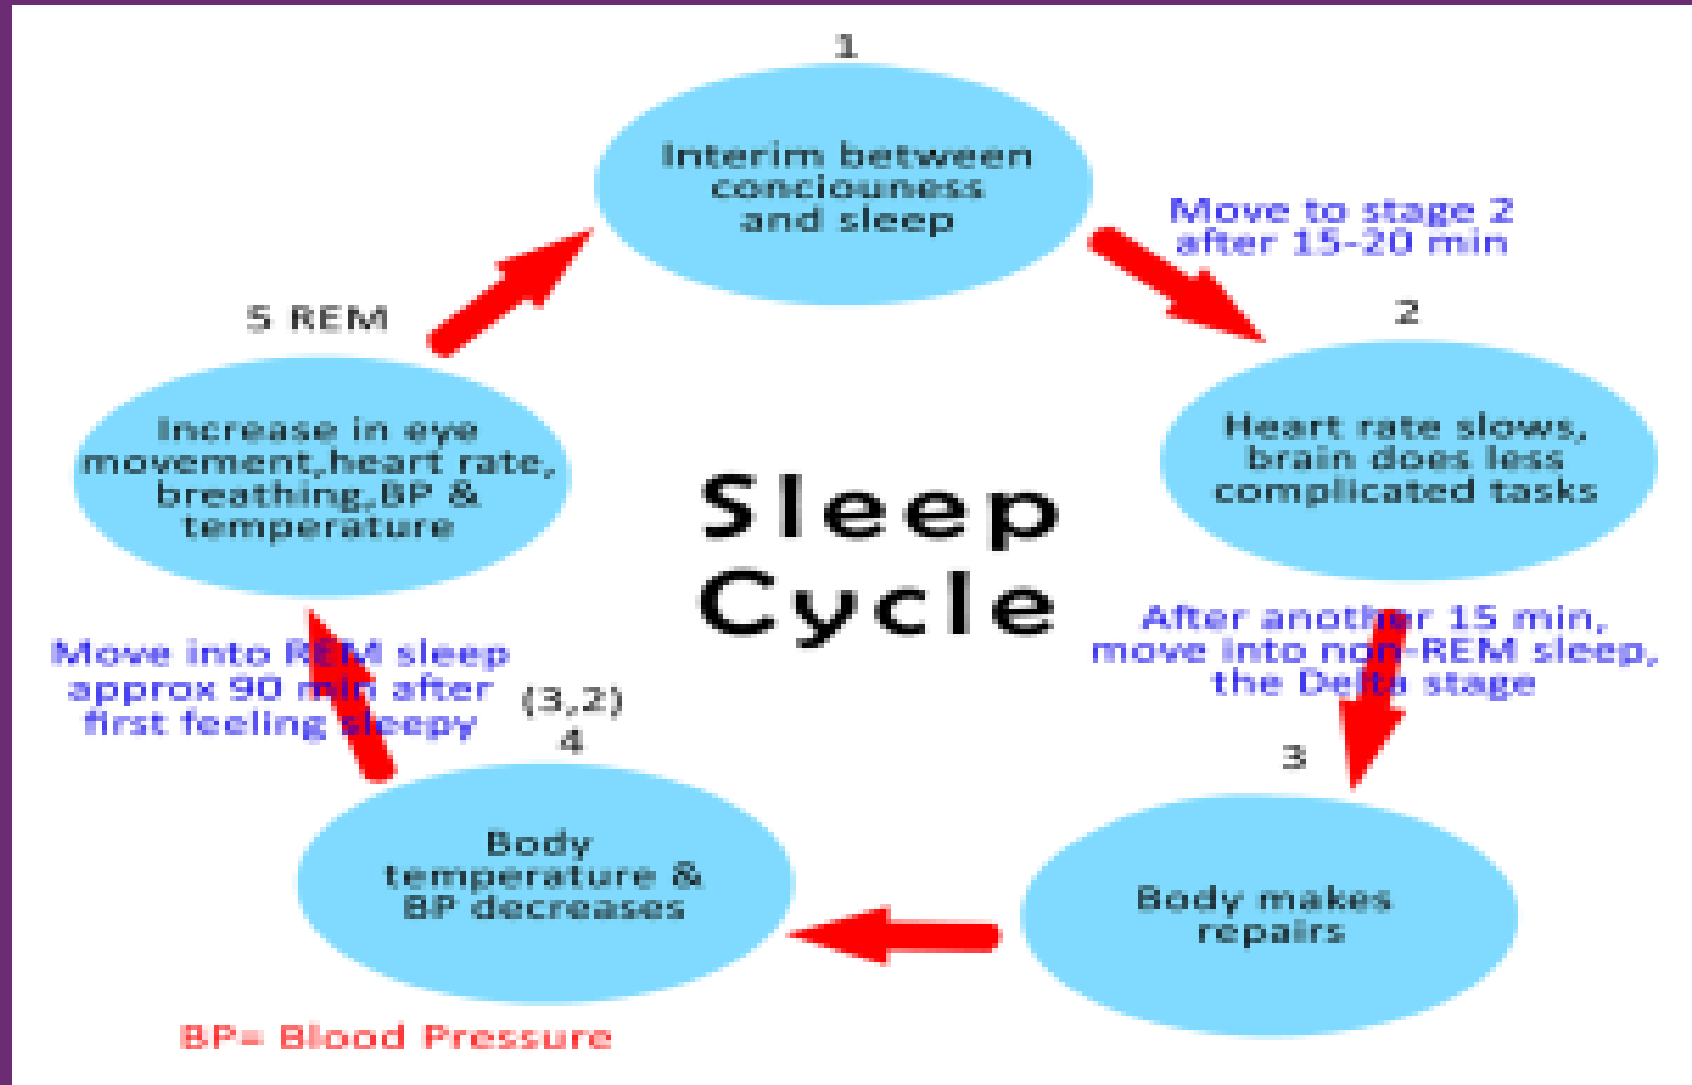 1
Interim between
conciouness
and sleep
Move to stage 2
after 15-20 min
2
Heart rate slows,
brain does less
complicated tasks
After another 15 min,
move into non-REM sleep,
the Delta stage
3
Body makes
repairs
(3,2)
4
Body
temperature &
BP decreases
Move into REM sleep
approx 90 min after
first feeling sleepy
5 REM
Increase in eye
movement,heart rate,
breathing,BP &
temperature
Sleep
Cycle
BP= Blood Pressure